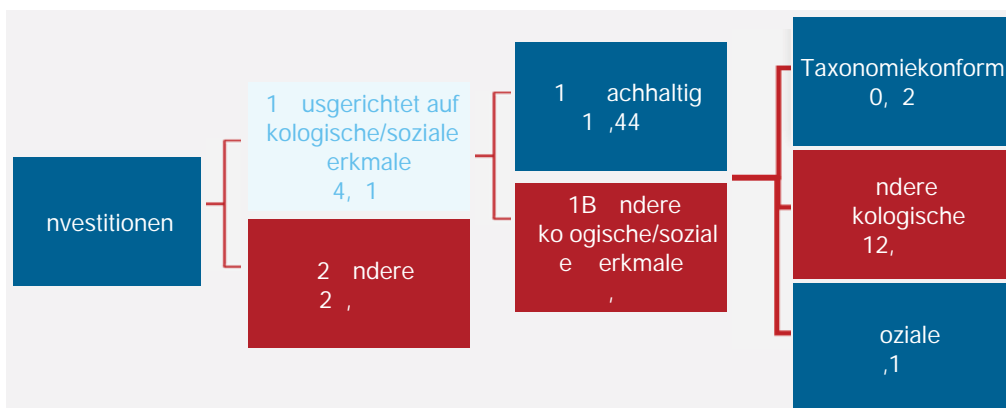 nvestitionen
1 usgerichtet auf
kologische/soziale
erkmale
4, 1
2 ndere
2 ,
1 achhaltig
1 ,44
1B ndere
ko ogische/sozial
e erkmale
,
Taxonomiekonform
0, 2
ndere
kologische
12,
oziale
,1